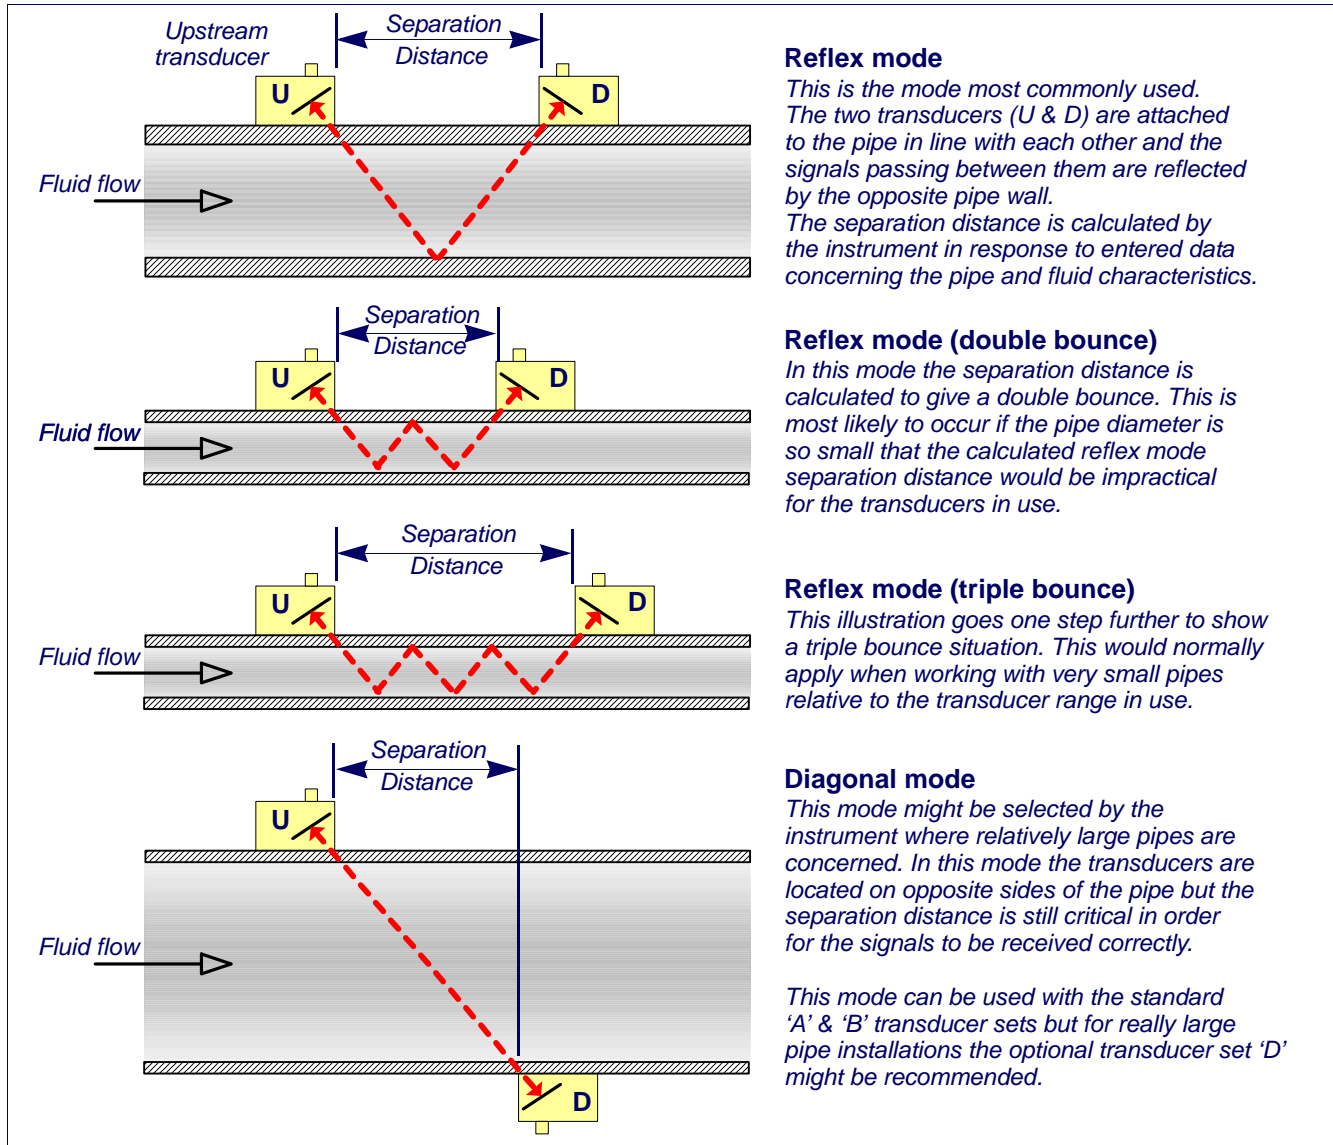 Upstream
transducer
Separation
Distance
U
D
Fluid flow
Reflex mode
This is the mode most commonly used.
The two transducers (U & D) are attached
to the pipe in line with each other and the
signals passing between them are reflected
by the opposite pipe wall.
The separation distance is calculated by
the instrument in response to entered data
concerning the pipe and fluid characteristics.
Separation
Distance
U
D
Fluid flow
Reflex mode (double bounce)
In this mode the separation distance is
calculated to give a double bounce. This is
most likely to occur if the pipe diameter is
so small that the calculated reflex mode
separation distance would be impractical
for the transducers in use.
Separation
Distance
U
D
Fluid flow
Reflex mode (triple bounce)
This illustration goes one step further to show
a triple bounce situation. This would normally
apply when working with very small pipes
relative to the transducer range in use.
Separation
Distance
U
Fluid flow
D
Diagonal mode
This mode might be selected by the
instrument where relatively large pipes are
concerned. In this mode the transducers are
located on opposite sides of the pipe but the
separation distance is still critical in order
for the signals to be received correctly.
This mode can be used with the standard
‘A’ & ‘B’ transducer sets but for really large
pipe installations the optional transducer set ‘D’
might be recommended.